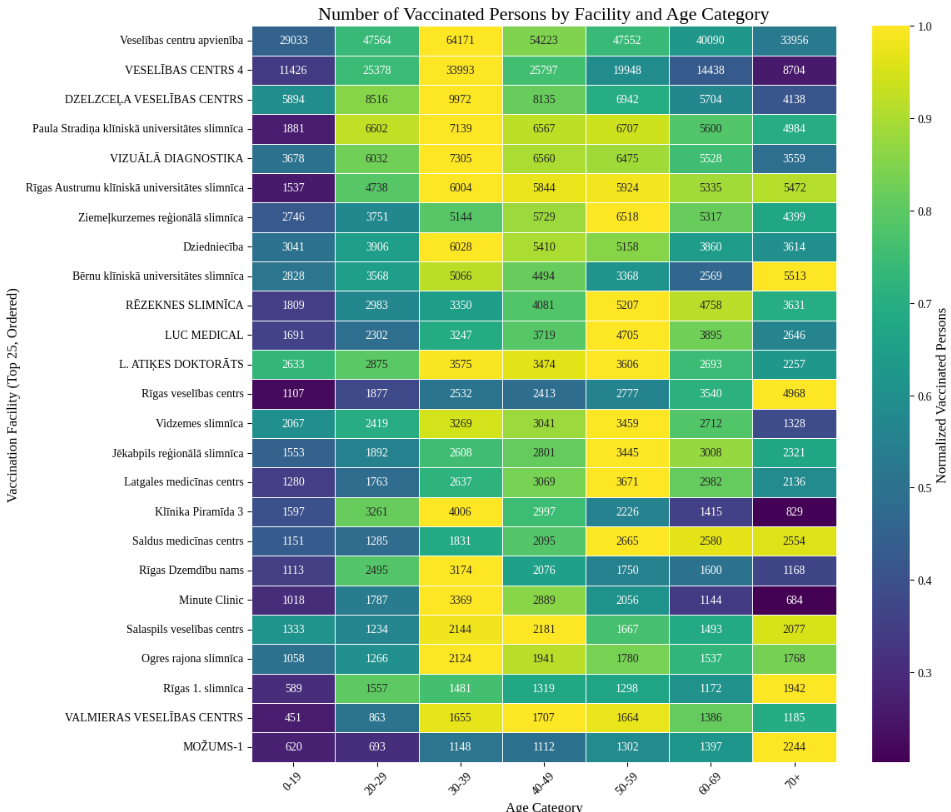 Number of Vaccinated Persons by Facility and Age Category
Vaccination Facility (Top 25, Ordered)
Veselības centru apvienība 29033 47564 64171 54223 47552 40090 33956
VESELĪBAS CENTRS 4 11426 25378 33993 25797 19948 14438 8704
DZELZCEĻA VESELĪBAS CENTRS 5894 8516 9972 8135 6942 5704 4138
Paula Stradiņa klīniskā universitātes slimnīca 1881 6602 7139 6567 6707 5600 4984
VIZUĀLĀ DIAGNOSTIKA 3678 6032 7305 6560 6475 5528 3559
Rīgas Austrumu klīniskā universitātes slimnīca 1537 4738 6004 5844 5924 5335 5472
Ziemeļkurzemes reģionālā slimnīca 2746 3751 5144 5729 6518 5317 4399
Dziedniecība 3041 3906 6028 5410 5158 3860 3614
Bērnu klīniskā universitātes slimnīca 2828 3568 5066 4494 3368 2569 5513
RĒZEKNES SLIMNĪCA 1809 2983 3350 4081 5207 4758 3631
LUC MEDICAL 1691 2302 3247 3719 4705 3895 2646
L. ATIĶES DOKTORĀTS 2633 2875 3575 3474 3606 2693 2257
Rīgas veselības centrs 1107 1877 2532 2413 2777 3540 4968
Vidzemes slimnīca 2067 2419 3269 3041 3459 2712 1328
Jēkabpils reģionālā slimnīca 1553 1892 2608 2801 3445 3008 2321
Latgales medicīnas centrs 1280 1763 2637 3069 3671 2982 2136
Klīnika Piramīda 3 1597 3261 4006 2997 2226 1415 829
Saldus medicīnas centrs 1151 1285 1831 2095 2665 2580 2554
Rīgas Dzemdību nams 1113 2495 3174 2076 1750 1600 1168
Minute Clinic 1018 1787 3369 2889 2056 1144 684
Salaspils veselības centrs 1333 1234 2144 2181 1667 1493 2077
Ogres rajona slimnīca 1058 1266 2124 1941 1780 1537 1768
Rīgas 1. slimnīca 589 1557 1481 1319 1298 1172 1942
VALMIERAS VESELĪBAS CENTRS 451 863 1655 1707 1664 1386 1185
MOŽUMS-1 620 693 1148 1112 1302 1397 2244
0-19 20-29 30-39 40-49 50-59 60-69 70+
Age Category
1.0
0.9
0.8
0.7
0.6
0.5
0.4
0.3
Normalized Vaccinated Persons